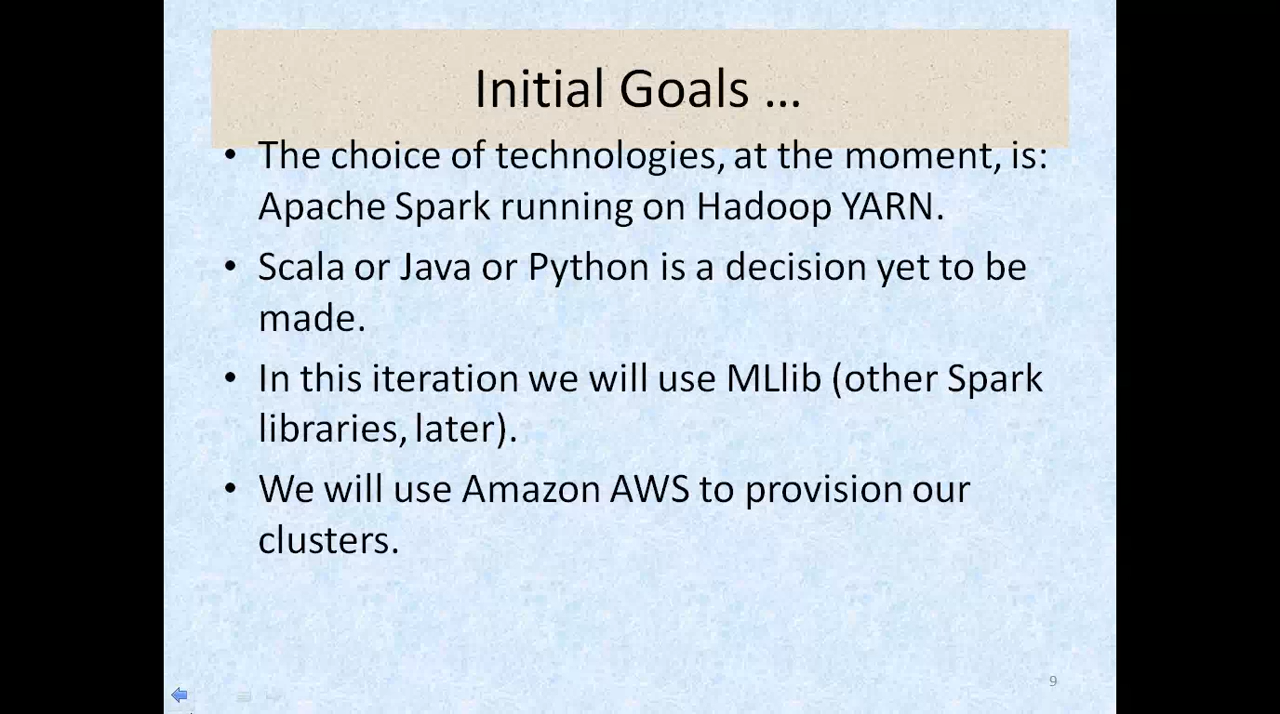 Initial Goals ...
• The choice of technologies, at the moment, is:
Apache Spark running on Hadoop YARN.
• Scala or Java or Python is a decision yet to be
made.
• In this iteration we will use MLlib (other Spark
libraries, later).
• We will use Amazon AWS to provision our
clusters.
9